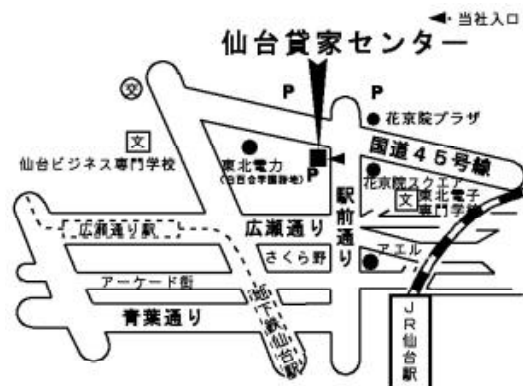 当社入口
仙台貸家センター
P
P
交
花京院プラザ
国道45号線
文
仙台ビジネス専門学校
東北電力
(白百合学園跡地)
P
花京院スクエア
文
東北電子
専門学校
駅前通り
広瀬通り
広瀬通り駅
さくら野
アエル
アーケード街
青葉通り
地下鉄仙台駅
JR仙台駅